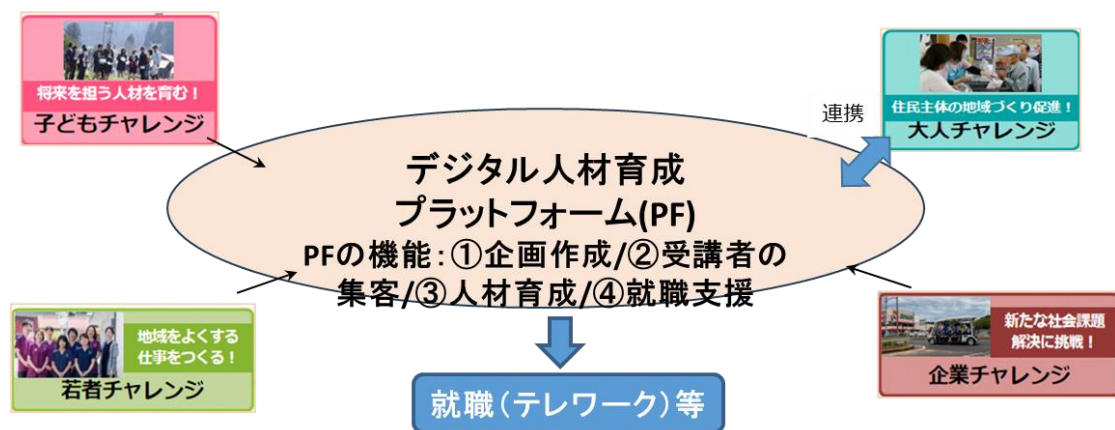 将来を担う人材を育む!
子どもチャレンジ
連携
住民主体の地域づくり促進!
大人チャレンジ
デジタル人材育成
プラットフォーム(PF)
PFの機能:①企画作成/②受講者の
集客/③人材育成/④就職支援
地域をよくする
仕事をつくる!
若者チャレンジ
新たな社会課題
解決に挑戦!
企業チャレンジ
就職(テレワーク)等